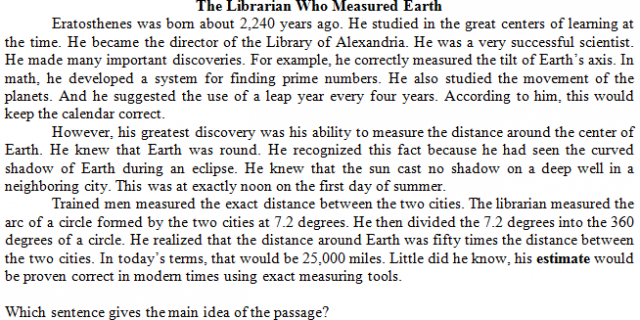 The Librarian Who Measured Earth
Eratosthenes was born about 2,240 years ago. He studied in the great centers of learning at
the time. He became the director of the Library of Alexandria. He was a very successful scientist.
He made many important discoveries. For example, he correctly measured the tilt of Earth's axis. In
math, he developed a system for finding prime numbers. He also studied the movement of the
planets. And he suggested the use of a leap year every four years. According to him, this would
keep the calendar correct.
However, his greatest discovery was his ability to measure the distance around the center of
Earth. He knew that Earth was round. He recognized this fact because he had seen the curved
shadow of Earth during an eclipse. He knew that the sun cast no shadow on a deep well in a
neighboring city. This was at exactly noon on the first day of summer.
Trained men measured the exact distance between the two cities. The librarian measured the
arc of a circle formed by the two cities at 7.2 degrees. He then divided the 7.2 degrees into the 360
degrees of a circle. He realized that the distance around Earth was fifty times the distance between
the two cities. In today's terms, that would be 25,000 miles. Little did he know, his estimate would
be proven correct in modern times using exact measuring tools.
Which sentence gives the main idea of the passage?